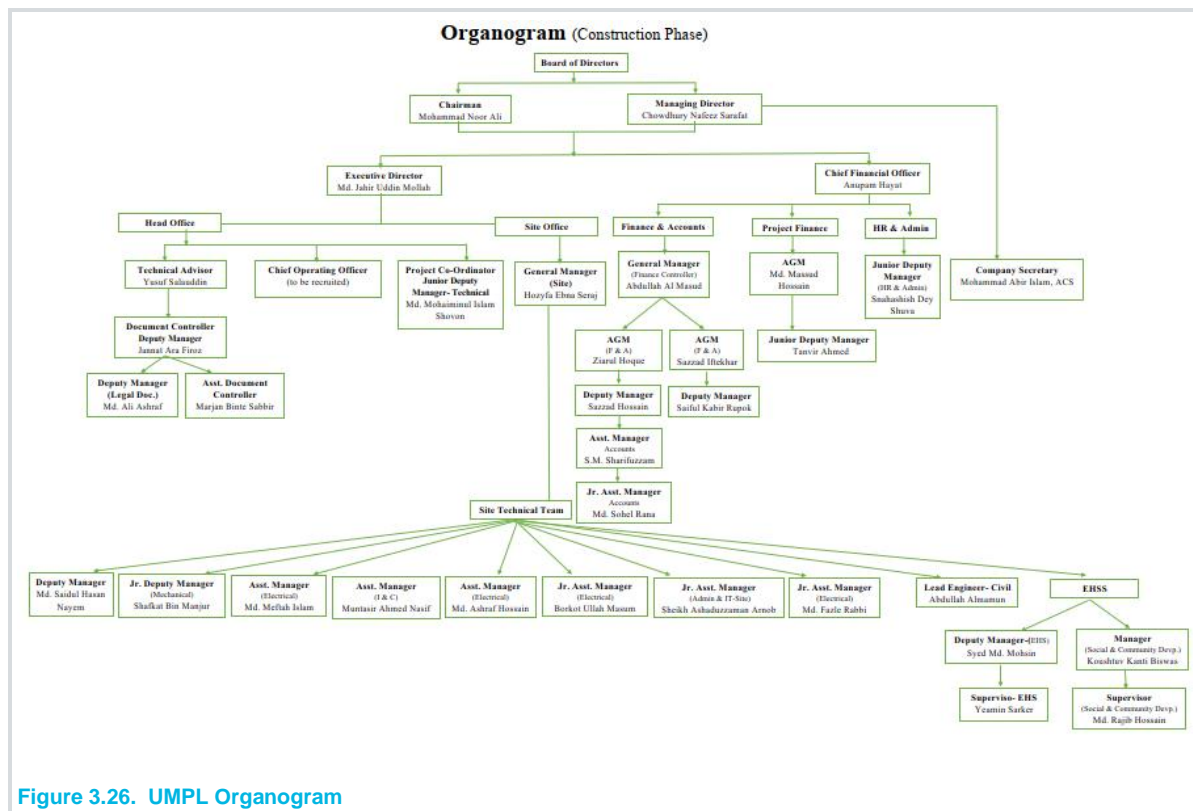 Organogram (Construction Phase)
Board of Directors
Chairman
Mohammad Noor Ali
Managing Director
Chowdhury Nafeez Sarafat
Executive Director
Md. Jahir Uddin Mollah
Chief Financial Officer
Anupam Hayat
Head Office
Site Office
Finance & Accounts
Project Finance
HR & Admin
Technical Advisor
Yusuf Salauddin
Chief Operating Officer
(to be recruited)
Project Co-Ordinator
Junior Deputy
Manager- Technical
Md. Mohaiminul Islam
Shovon
General Manager
(Site)
Hozyfa Ebna Seraj
General Manager
(Finance Controller)
Abdullah Al Masud
AGM
Md. Massud
Hossain
Junior Deputy
Manager
(HR & Admin)
Snahashish Dey
Shuva
Company Secretary
Mohammad Abir Islam, ACS
Document Controller
Deputy Manager
Jannat Ara Firoz
AGM
(F & A)
Ziarul Hoque
AGM
(F & A)
Sazzad Iftekhar
Junior Deputy Manager
Tanvir Ahmed
Deputy Manager
(Legal Doc.)
Md. Ali Ashraf
Asst. Document
Controller
Marjan Binte Sabbir
Deputy Manager
Sazzad Hossain
Deputy Manager
Saiful Kabir Rupok
Asst. Manager
Accounts
S.M. Sharifuzzam
Jr. Asst. Manager
Accounts
Md. Sohel Rana
Site Technical Team
Deputy Manager
Md. Saidul Hasan
Nayem
Jr. Deputy Manager
(Mechanical)
Shafkat Bin Manjur
Asst. Manager
(Electrical)
Md. Meftah Islam
Asst. Manager
(I & C)
Muntasir Ahmed Nasif
Asst. Manager
(Electrical)
Md. Ashraf Hossain
Jr. Asst. Manager
(Electrical)
Borkot Ullah Masum
Jr. Asst. Manager
(Admin & IT-Site)
Sheikh Ashaduzzaman Arnob
Jr. Asst. Manager
(Electrical)
Md. Fazle Rabbi
Lead Engineer- Civil
Abdullah Almamun
EHSS
Deputy Manager-(EHS)
Syed Md. Mohsin
Manager
(Social & Community Devp.)
Koushtuv Kanti Biswas
Superviso- EHS
Yeamin Sarker
Supervisor
(Social & Community Devp.)
Md. Rajib Hossain
Figure 3.26. UMPL Organogram